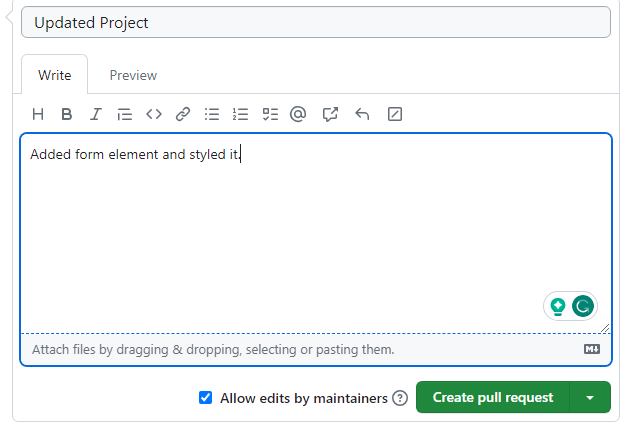 Updated Project
Write Preview
H B I <> @
Added form element and styled it.
Attach files by dragging & dropping, selecting or pasting them.
Allow edits by maintainers ? Create pull request